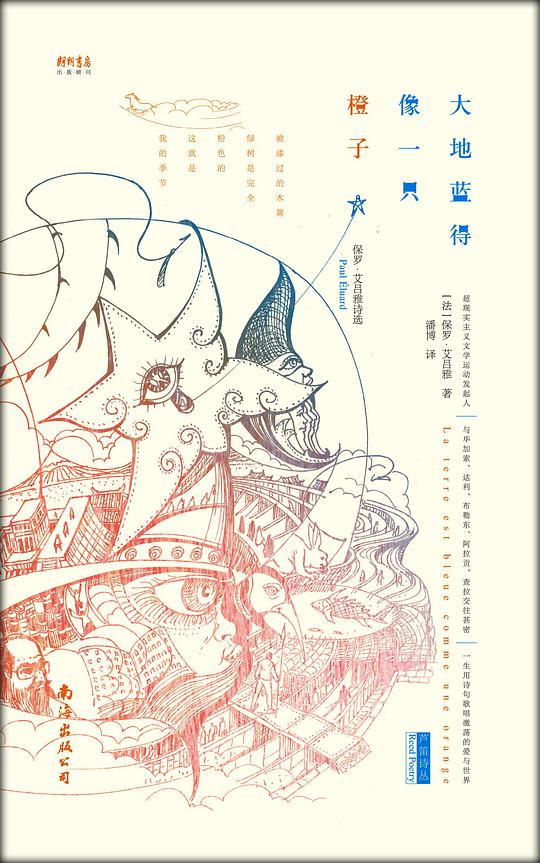 朗朗書房
出·版·顾·问
大地蓝得
像一只
橙子
被漆过的木篱
绿树是完全
粉色的
这就是
我的季节
保罗·艾吕雅诗选
Paul Éluard
[法] 保罗·艾吕雅 著
潘博 译
超现实主义文学运动发起人
与毕加索、达利、布勒东、阿拉贡、查拉交往甚密
一生用诗句歌唱激荡的爱与世界
La terre est bleue comme une orange
芦笛诗丛
Reed Poetry
南海出版公司